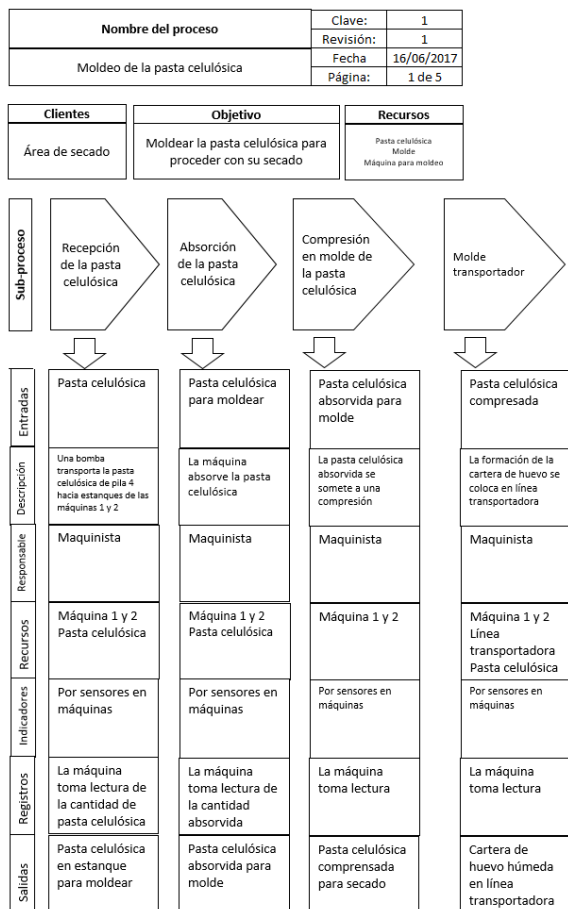 Nombre del proceso
Clave: 1
Revisión: 1
Moldeo de la pasta celulósica
Fecha 16/06/2017
Página: 1 de 5
Clientes
Objetivo
Recursos
Área de secado
Moldear la pasta celulósica para
proceder con su secado
Pasta celulósica
Molde
Máquina para moldeo
Sub-proceso
Recepción
de la pasta
celulósica
Absorción
de la pasta
celulósica
Compresión
en molde de
la pasta
celulósica
Molde
transportador
Entradas
Pasta celulósica
Pasta celulósica
para moldear
Pasta celulósica
absorvida para
molde
Pasta celulósica
compresada
Descripción
Una bomba
transporta la pasta
celulósica de pila 4
hacia estanques de las
máquinas 1 y 2
La máquina
absorve la pasta
celulósica
La pasta celulósica
absorvida se
somete a una
compresión
La formación de la
cartera de huevo se
coloca en línea
transportadora
Responsable
Maquinista
Maquinista
Maquinista
Maquinista
Recursos
Máquina 1 y 2
Pasta celulósica
Máquina 1 y 2
Pasta celulósica
Máquina 1 y 2
Máquina 1 y 2
Línea
transportadora
Pasta celulósica
Indicadores
Por sensores en
máquinas
Por sensores en
máquinas
Por sensores en
máquinas
Por sensores en
máquinas
Registros
La máquina
toma lectura de
la cantidad de
pasta celulósica
La máquina
toma lectura de
la cantidad
absorvida
La máquina
toma lectura
La máquina
toma lectura
Salidas
Pasta celulósica
en estanque
para moldear
Pasta celulósica
absorvida para
molde
Pasta celulósica
comprensada
para secado
Cartera de
huevo húmeda
en línea
transportadora